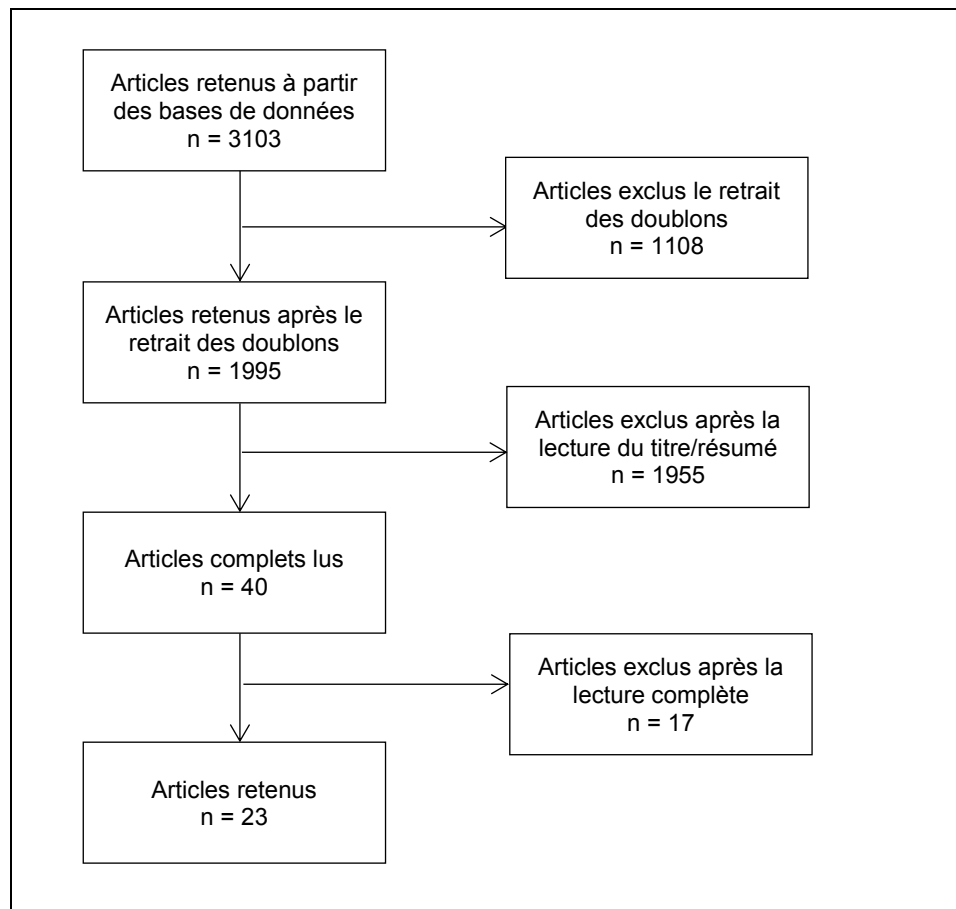 Articles retenus à partir
des bases de données
n = 3103
Articles exclus le retrait
des doublons
n = 1108
Articles retenus après le
retrait des doublons
n = 1995
Articles exclus après la
lecture du titre/résumé
n = 1955
Articles complets lus
n = 40
Articles exclus après la
lecture complète
n = 17
Articles retenus
n = 23